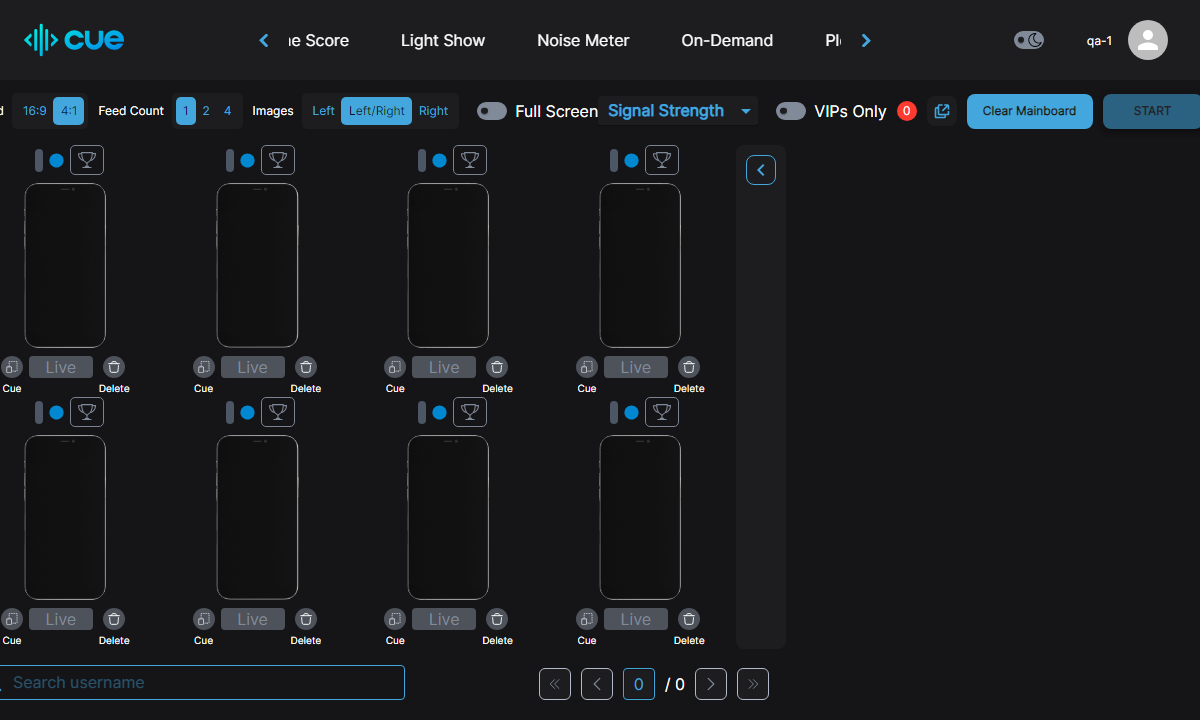 cue
e Score Light Show Noise Meter On-Demand Pl
qa-1
d 16:9 4:1 Feed Count 1 2 4 Images Left Left/Right Right Full Screen Signal Strength VIPs Only 0 Clear Mainboard START
Live Live Live Live
Cue Delete Cue Delete Cue Delete Cue Delete
Live Live Live Live
Cue Delete Cue Delete Cue Delete Cue Delete
Search username 0 / 0